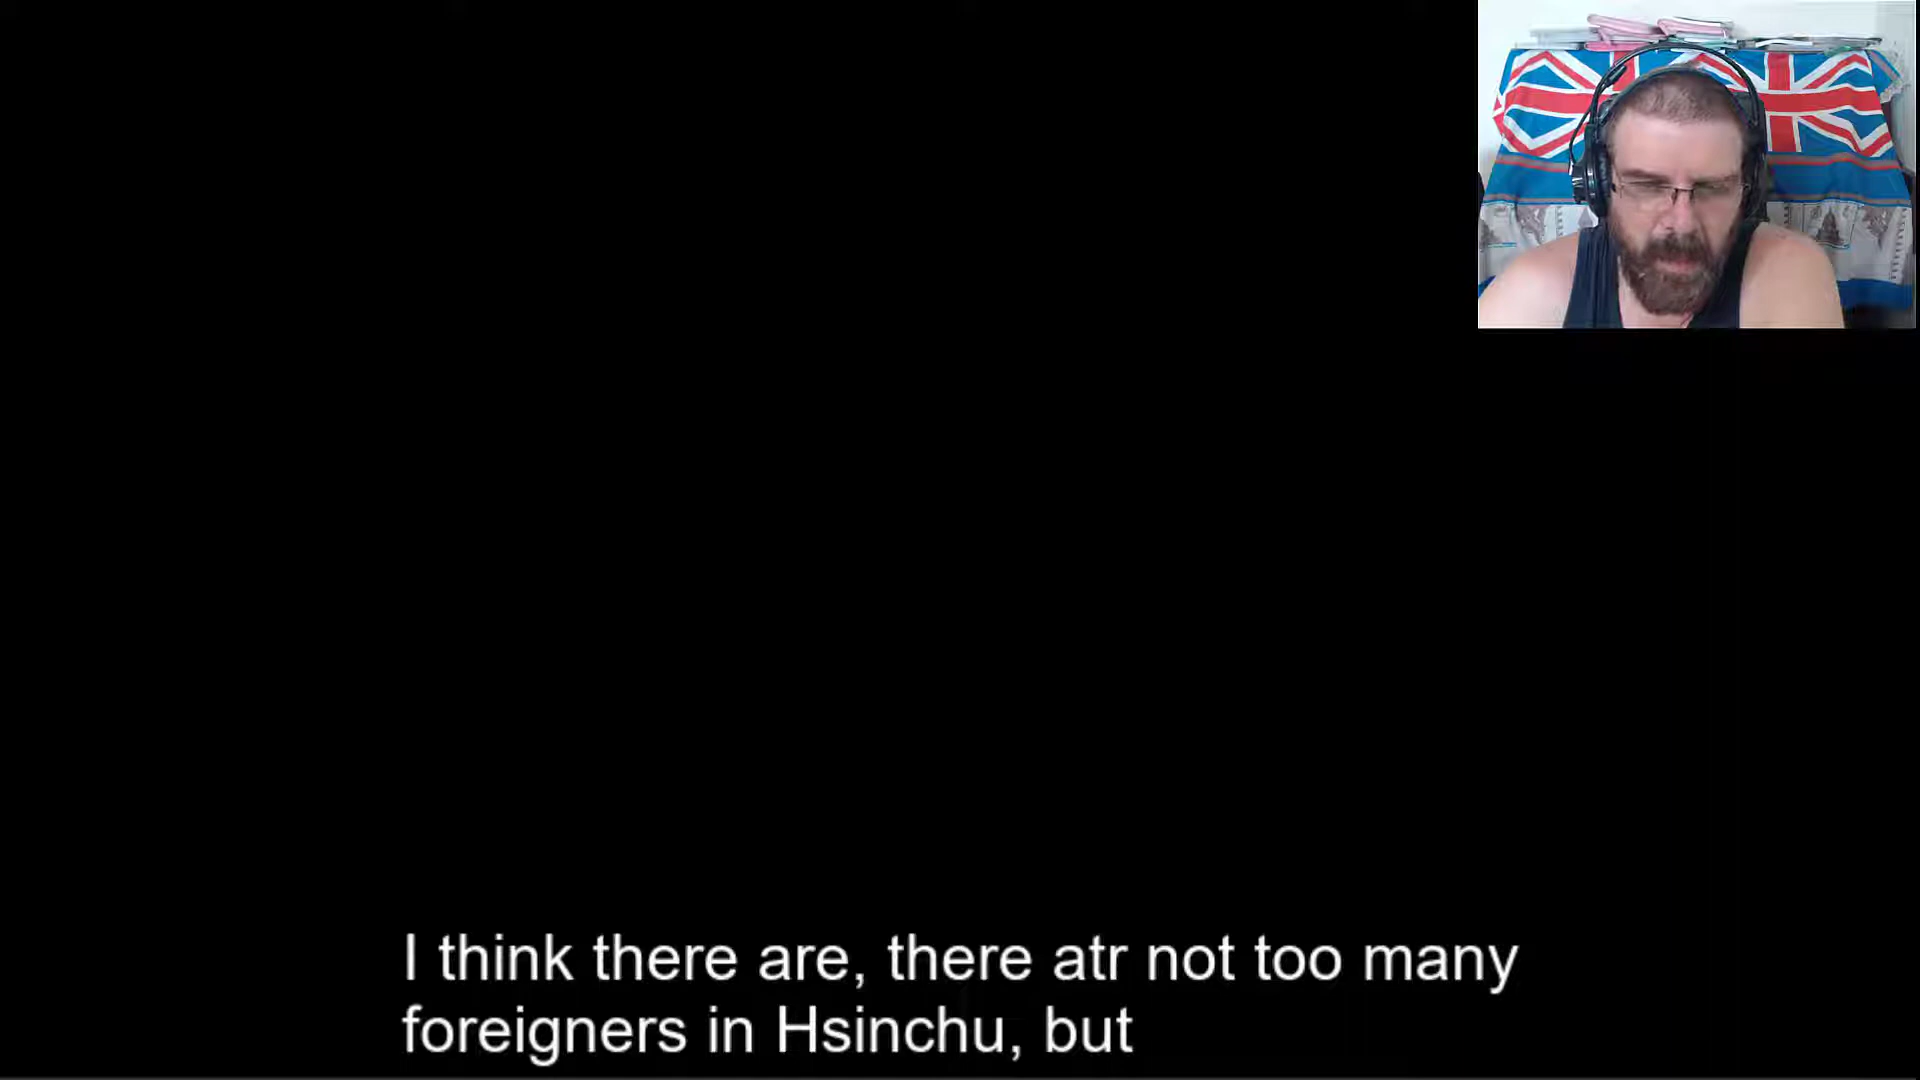 I think there are, there atr not too many
foreigners in Hsinchu, but